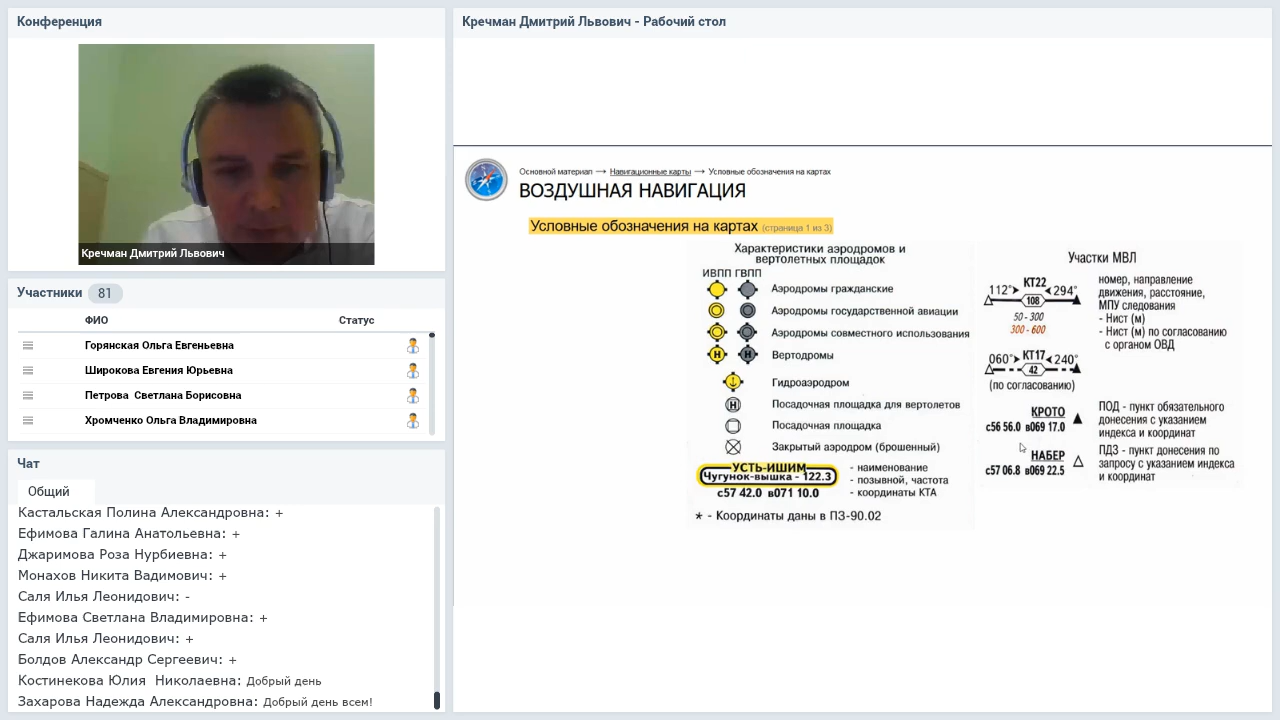 Конференция
Кречман Дмитрий Львович
Участники 81
ФИО Статус
Горянская Ольга Евгеньевна
Широкова Евгения Юрьевна
Петрова Светлана Борисовна
Хромченко Ольга Владимировна
Чат
Общий
Кастальская Полина Александровна: +
Ефимова Галина Анатольевна: +
Джаримова Роза Нурбиевна: +
Монахов Никита Вадимович: +
Саля Илья Леонидович: -
Ефимова Светлана Владимировна: +
Саля Илья Леонидович: +
Болдов Александр Сергеевич: +
Костинекова Юлия Николаевна: Добрый день
Захарова Надежда Александровна: Добрый день всем!
Кречман Дмитрий Львович - Рабочий стол
Основной материал → Навигационные карты → Условные обозначения на картах
ВОЗДУШНАЯ НАВИГАЦИЯ
Условные обозначения на картах (страница 1 из 3)
Характеристики аэродромов и
вертолетных площадок
ИВПП ГВПП
Аэродромы гражданские
Аэродромы государственной авиации
Аэродромы совместного использования
Н Н Вертодромы
Гидроаэродром
Н Посадочная площадка для вертолетов
Посадочная площадка
Закрытый аэродром (брошенный)
УСТЬ-ИШИМ
Чугунок-вышка - 122.3
с57 42.0 в071 10.0
- наименование
- позывной, частота
- координаты КТА
* - Координаты даны в ПЗ-90.02
Участки МВЛ
КТ22
112° 294°
108
50 - 300
300 - 600
номер, направление
движения, расстояние,
МПУ следования
- Нист (м)
- Нист (м) по согласованию
с органом ОВД
КТ17
060° 240°
42
(по согласованию)
КРОТО
с56 56.0 в069 17.0
ПОД - пункт обязательного
донесения с указанием
индекса и координат
НАБЕР
с57 06.8 в069 22.5
ПДЗ - пункт донесения по
запросу с указанием индекса
и координат